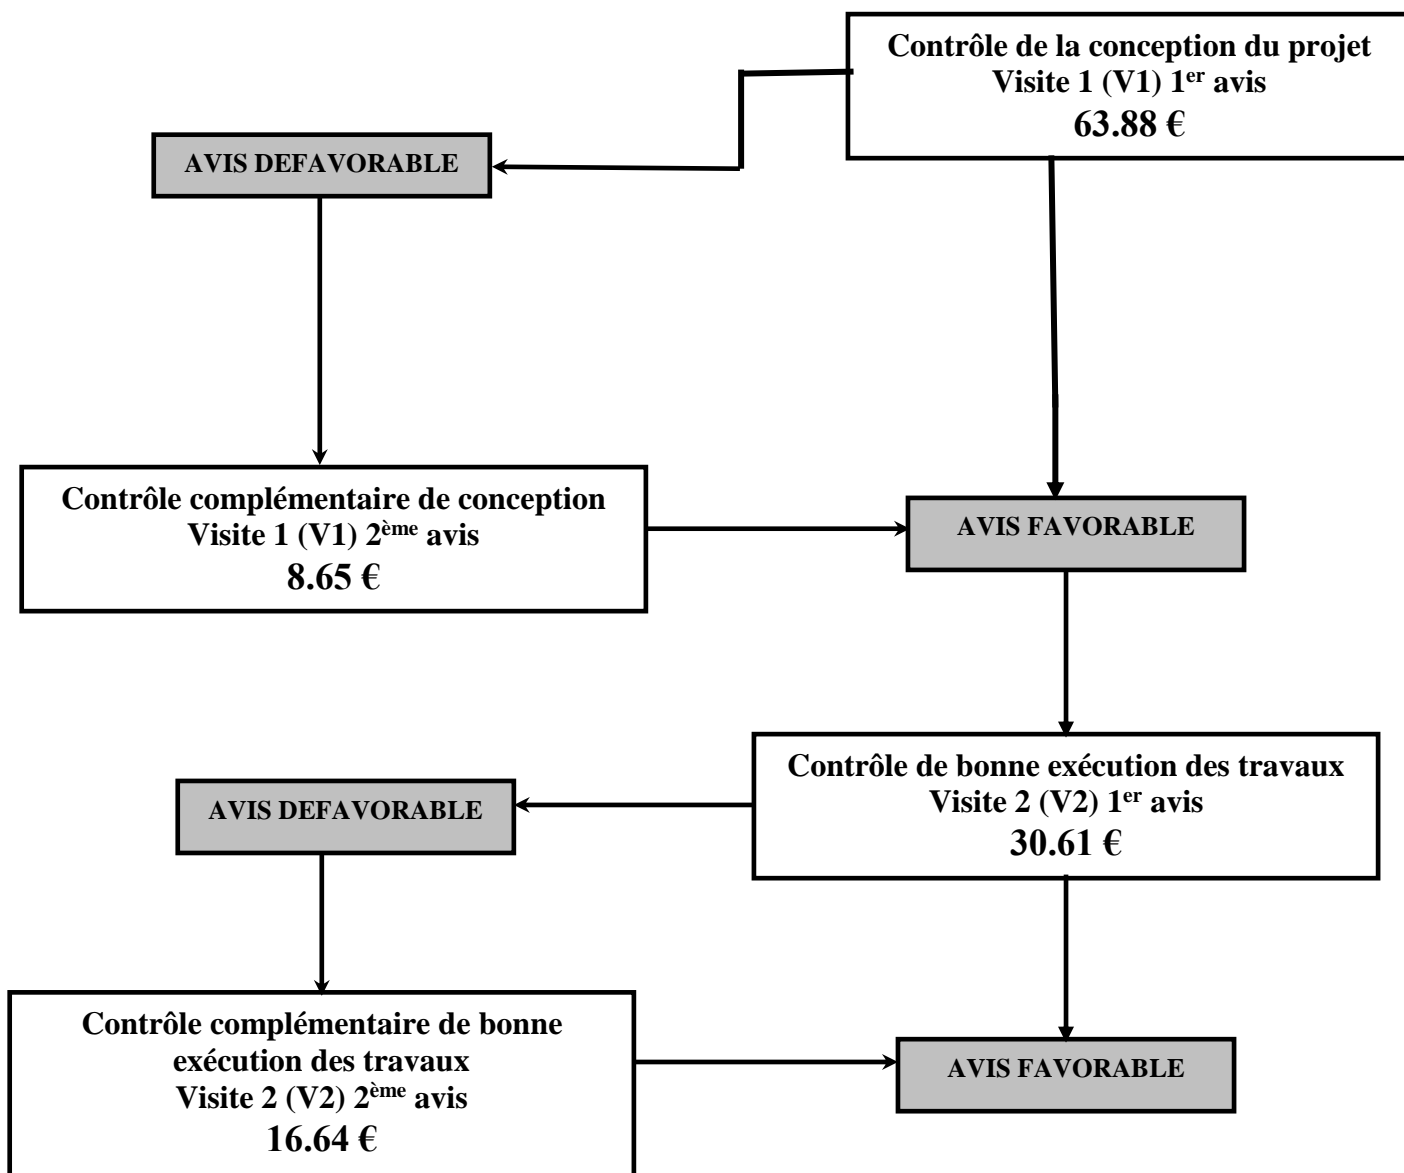 Contrôle de la conception du projet
Visite 1 (V1) 1er avis
63.88 €
AVIS DEFAVORABLE
Contrôle complémentaire de conception
Visite 1 (V1) 2ème avis
8.65 €
AVIS FAVORABLE
Contrôle de bonne exécution des travaux
Visite 2 (V2) 1er avis
30.61 €
AVIS DEFAVORABLE
Contrôle complémentaire de bonne
exécution des travaux
Visite 2 (V2) 2ème avis
16.64 €
AVIS FAVORABLE